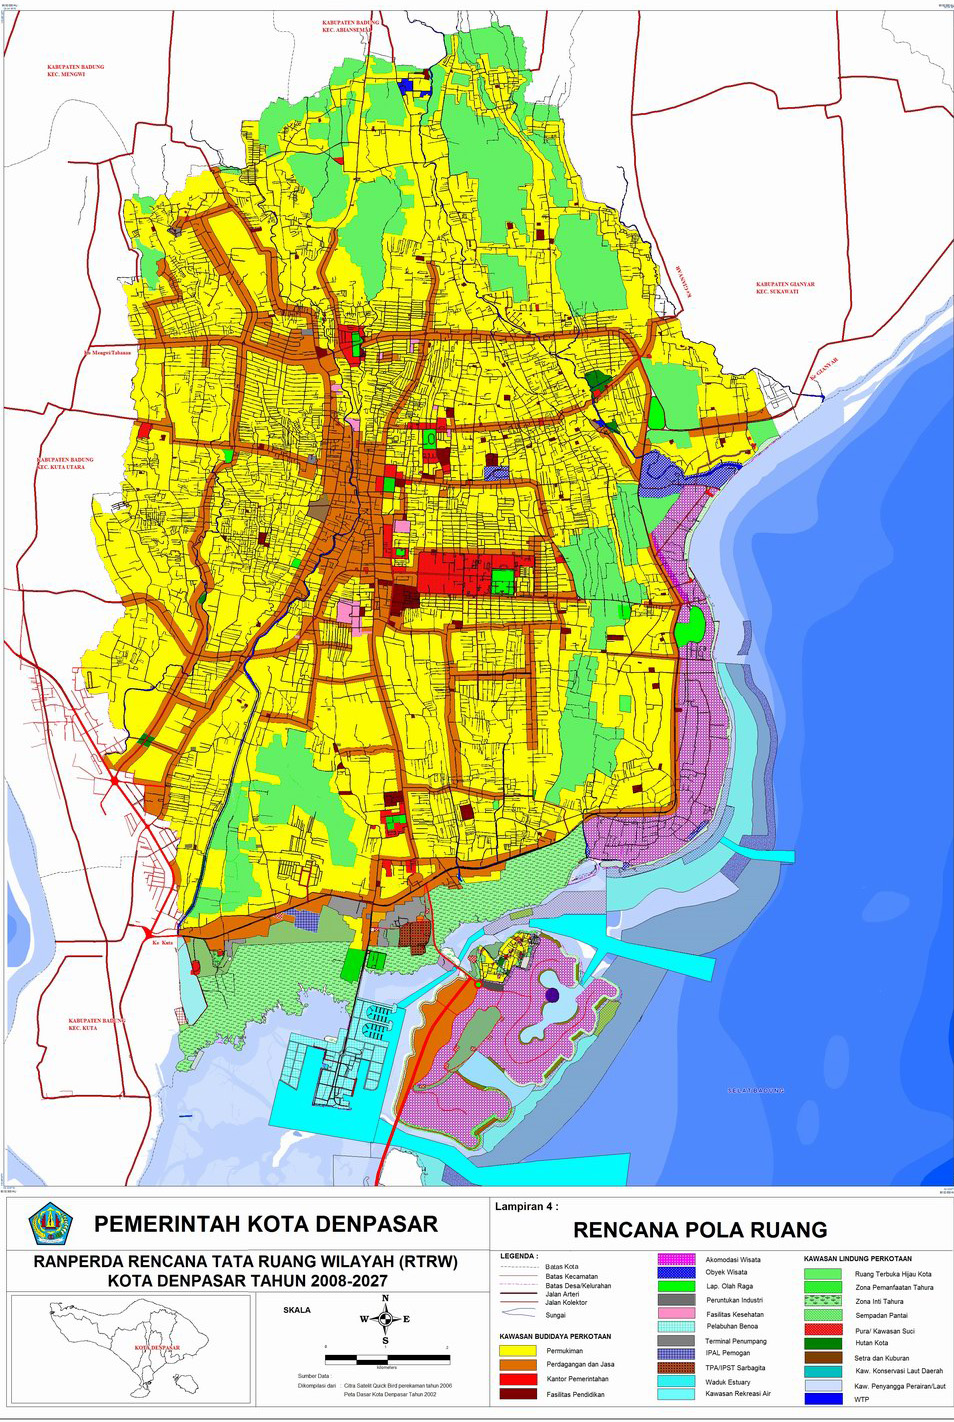 KABUPATEN BADUNG
KEC. ABIANSEMAL
KABUPATEN BADUNG
KEC. MENGWI
Ke GIANYAR
KABUPATEN GIANYAR
KEC. SUKAWATI
Ke Mengwi/Tabanan
Ke GIANYAR
KABUPATEN BADUNG
KEC. KUTA UTARA
Ke Kuta
KABUPATEN BADUNG
KEC. KUTA
SELAT BADUNG
PEMERINTAH KOTA DENPASAR
RANPERDA RENCANA TATA RUANG WILAYAH (RTRW)
KOTA DENPASAR TAHUN 2008-2027
KOTA DENPASAR
SKALA
N
W E
S
0 1 2
kilometers
Sumber Data :
Dikompilasi dari : Citra Satelit Quick Bird perekaman tahun 2006
Peta Dasar Kota Denpasar Tahun 2002
Lampiran 4 :
RENCANA POLA RUANG
LEGENDA :
Batas Kota
Batas Kecamatan
Batas Desa/Kelurahan
Jalan Arteri
Jalan Kolektor
Sungai
KAWASAN BUDIDAYA PERKOTAAN
Permukiman
Perdagangan dan Jasa
Kantor Pemerintahan
Fasilitas Pendidikan
Akomodasi Wisata
Obyek Wisata
Lap. Olah Raga
Peruntukan Industri
Fasilitas Kesehatan
Pelabuhan Benoa
Terminal Penumpang
IPAL Pemogan
TPA/IPST Sarbagita
Waduk Estuary
Kawasan Rekreasi Air
KAWASAN LINDUNG PERKOTAAN
Ruang Terbuka Hijau Kota
Zona Pemanfaatan Tahura
Zona Inti Tahura
Sempadan Pantai
Pura/ Kawasan Suci
Hutan Kota
Setra dan Kuburan
Kaw. Konservasi Laut Daerah
Kaw. Penyangga Perairan/Laut
WTP